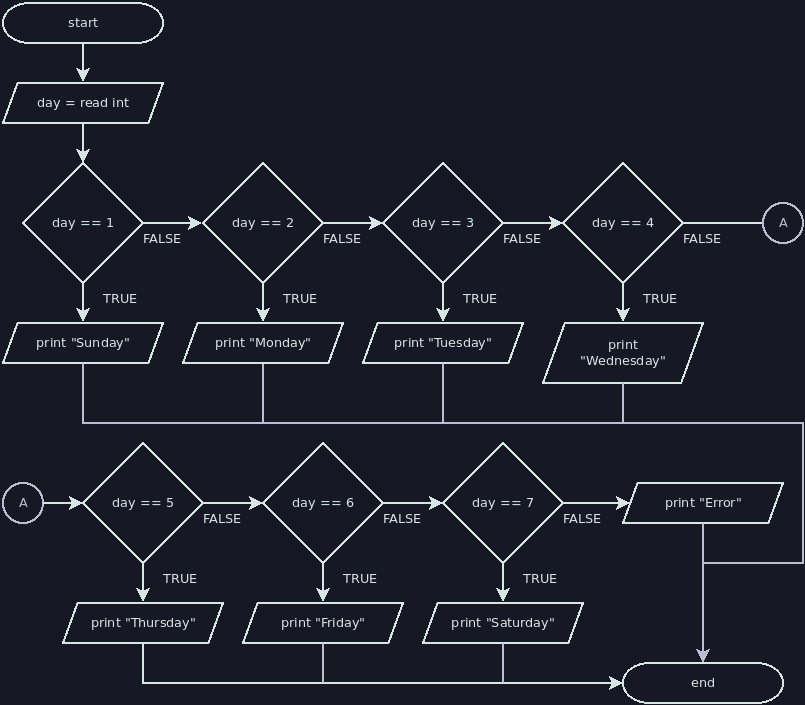 start
day = read int
day == 1
day == 2
day == 3
day == 4
A
FALSE
FALSE
FALSE
FALSE
TRUE
TRUE
TRUE
TRUE
print "Sunday"
print "Monday"
print "Tuesday"
print
"Wednesday"
A
day == 5
day == 6
day == 7
print "Error"
FALSE
FALSE
FALSE
TRUE
TRUE
TRUE
print "Thursday"
print "Friday"
print "Saturday"
end